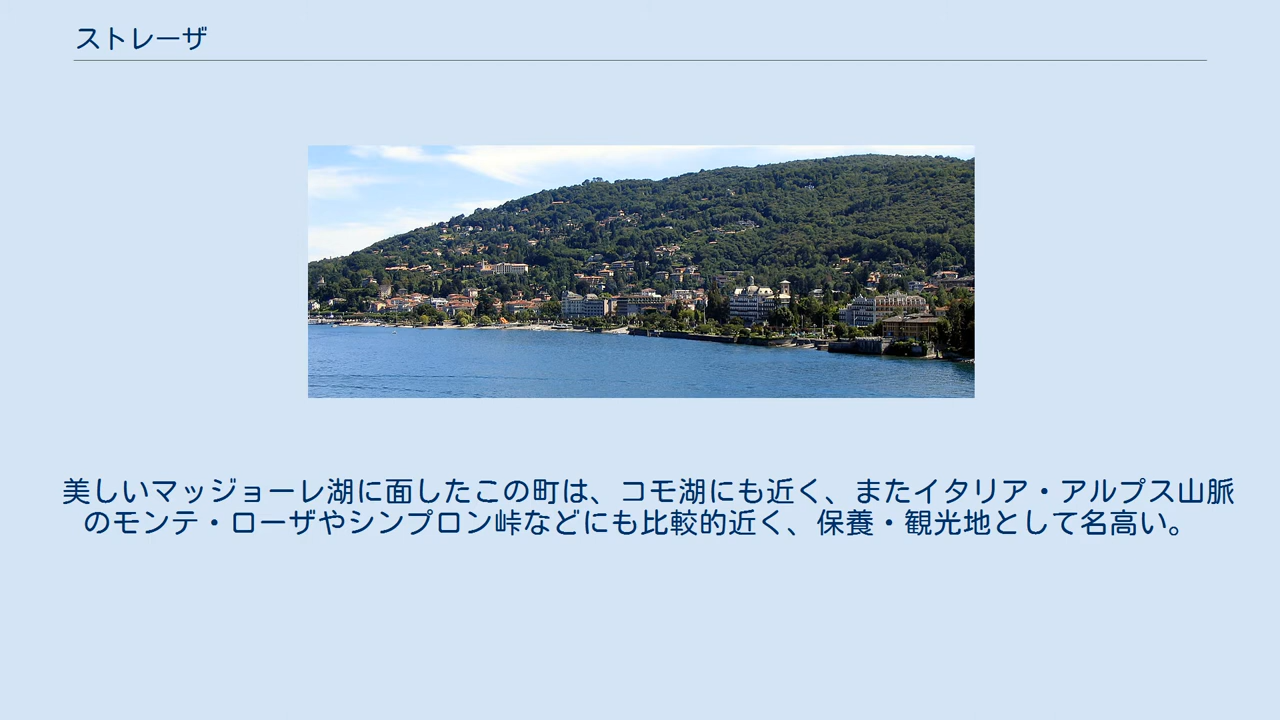 ストレーザ
美しいマッジョーレ湖に面したこの町は、コモ湖にも近く、またイタリア・アルプス山脈
のモンテ・ローザやシンプロン峠などにも比較的近く、保養・観光地として名高い。